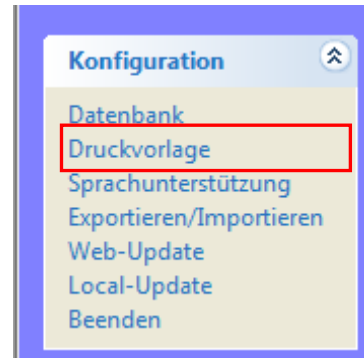 Konfiguration
Datenbank
Druckvorlage
Sprachunterstützung
Exportieren/Importieren
Web-Update
Local-Update
Beenden